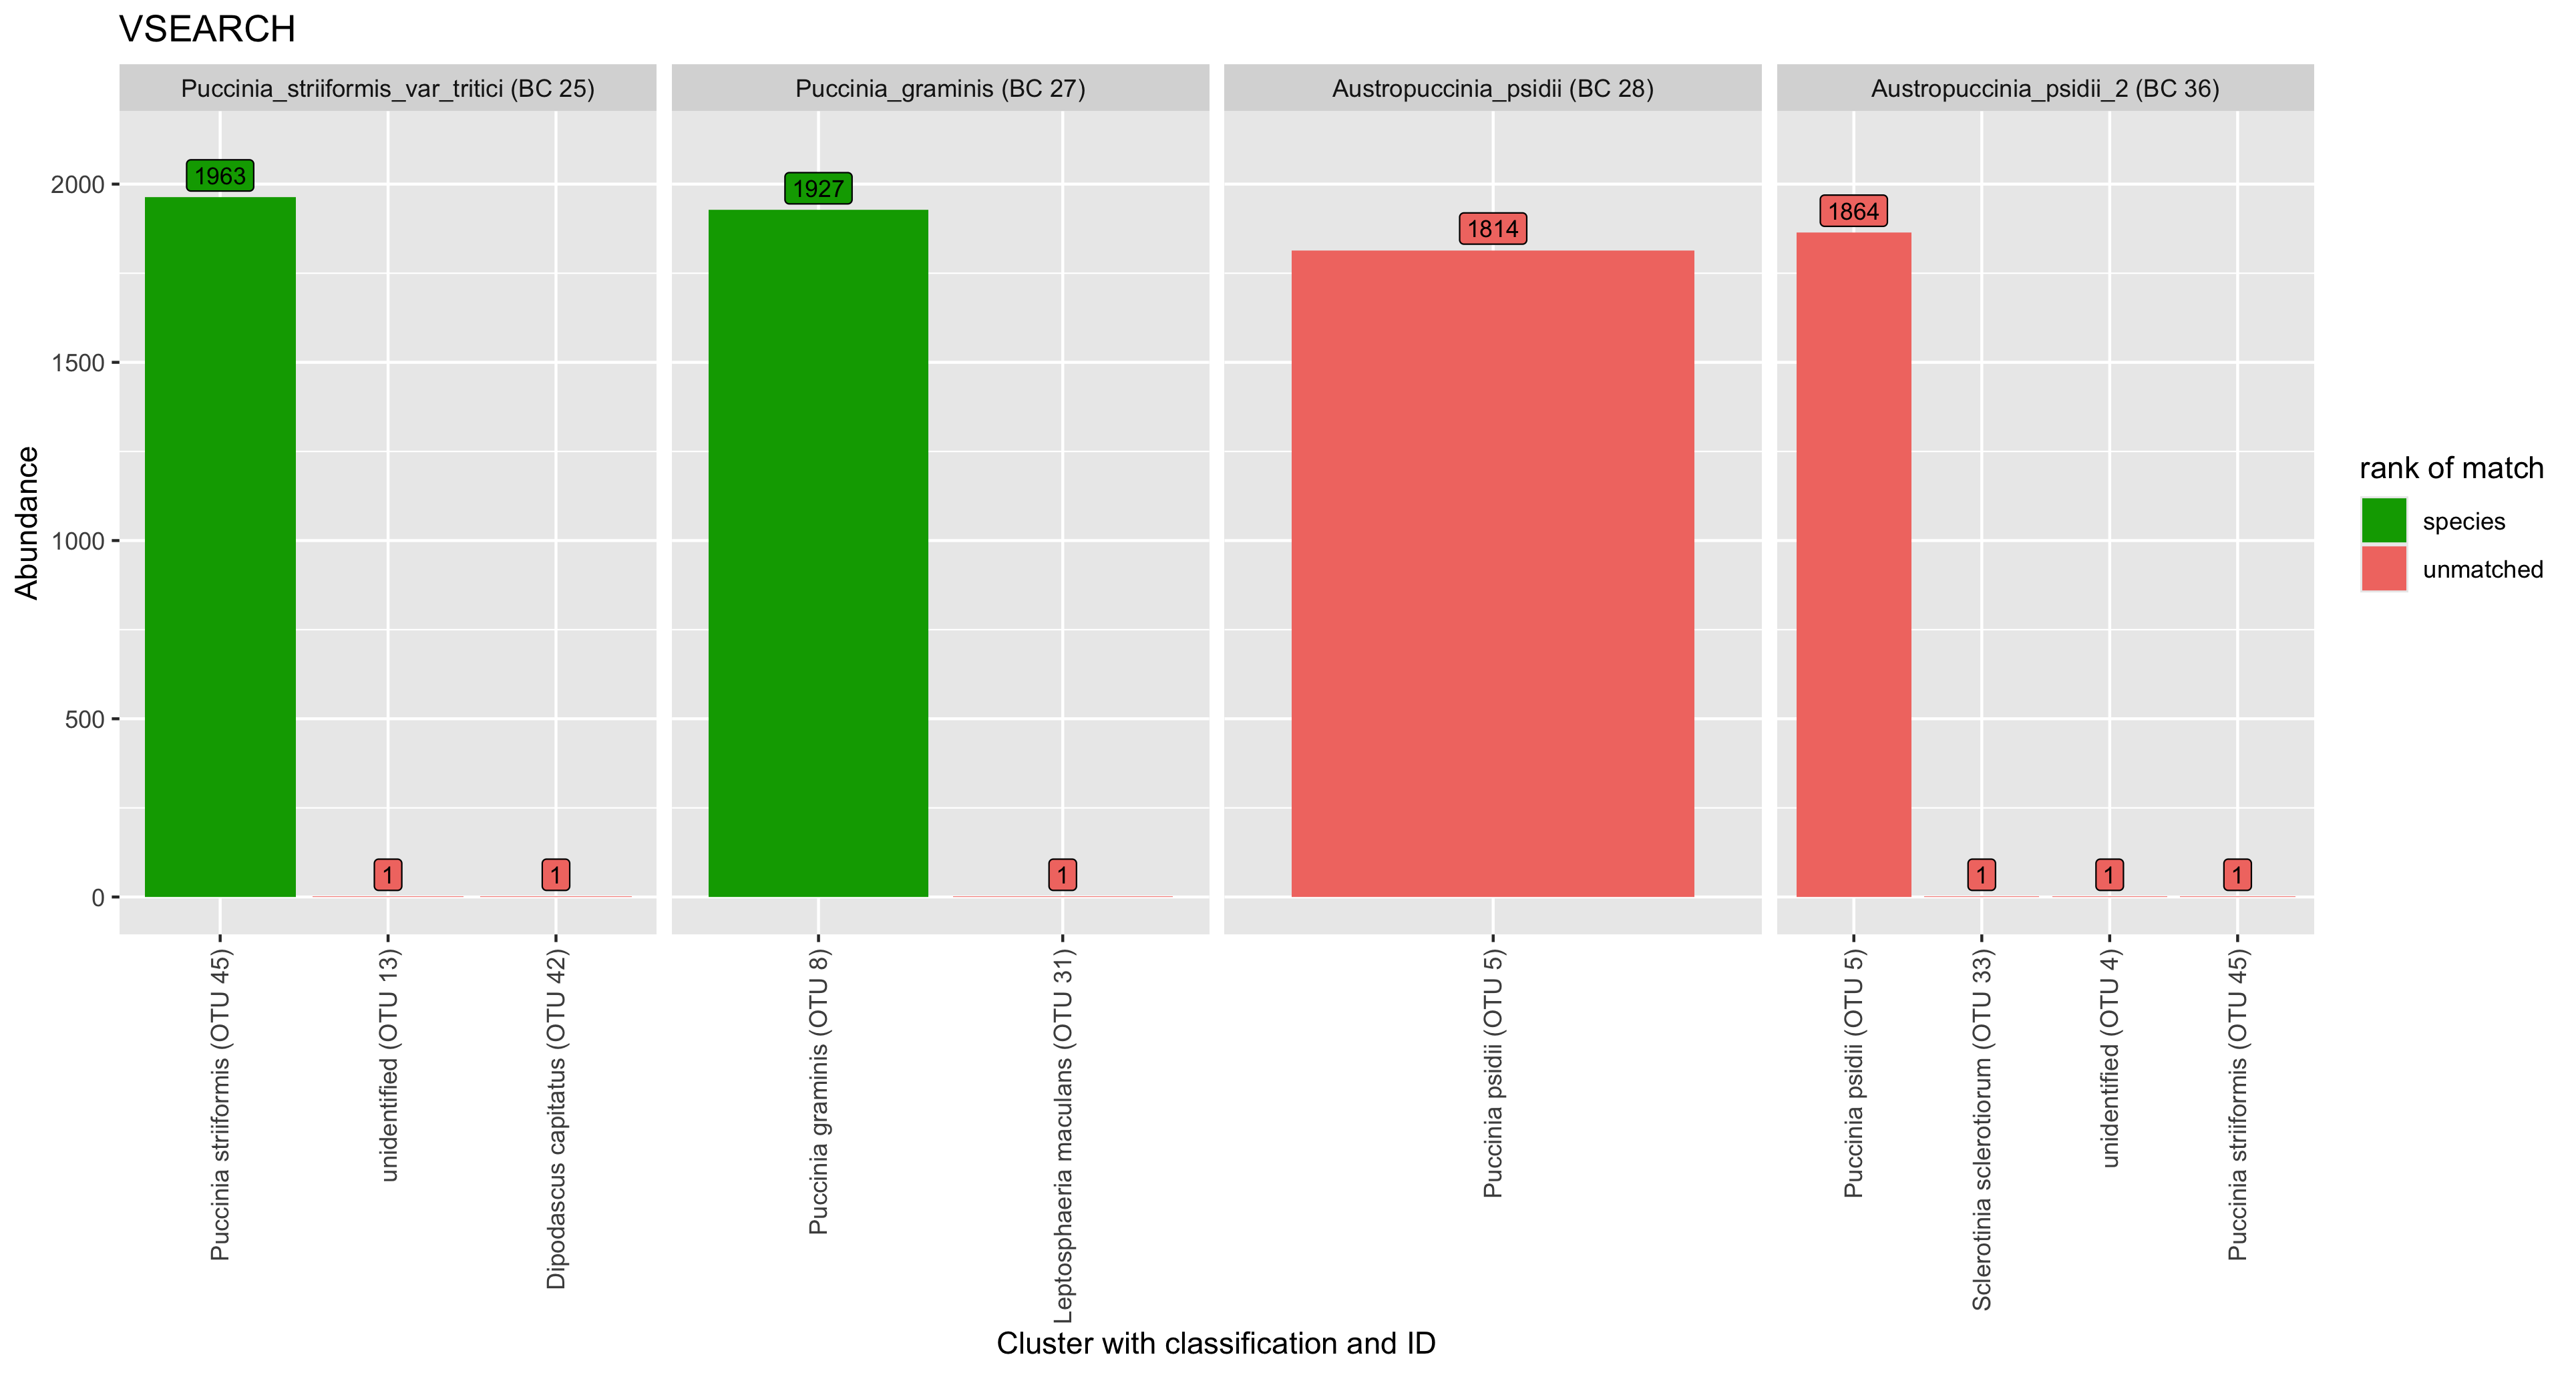 VSEARCH
Puccinia_striiformis_var_tritici (BC 25)
Puccinia_graminis (BC 27)
Austropuccinia_psidii (BC 28)
Austropuccinia_psidii_2 (BC 36)
Abundance
2000
1500
1000
500
0
1963
1
1
1927
1
1814
1864
1
1
1
Puccinia striiformis (OTU 45)
unidentified (OTU 13)
Dipodascus capitatus (OTU 42)
Puccinia graminis (OTU 8)
Leptosphaeria maculans (OTU 31)
Puccinia psidii (OTU 5)
Puccinia psidii (OTU 5)
Sclerotinia sclerotiorum (OTU 33)
unidentified (OTU 4)
Puccinia striiformis (OTU 45)
Cluster with classification and ID
rank of match
species
unmatched